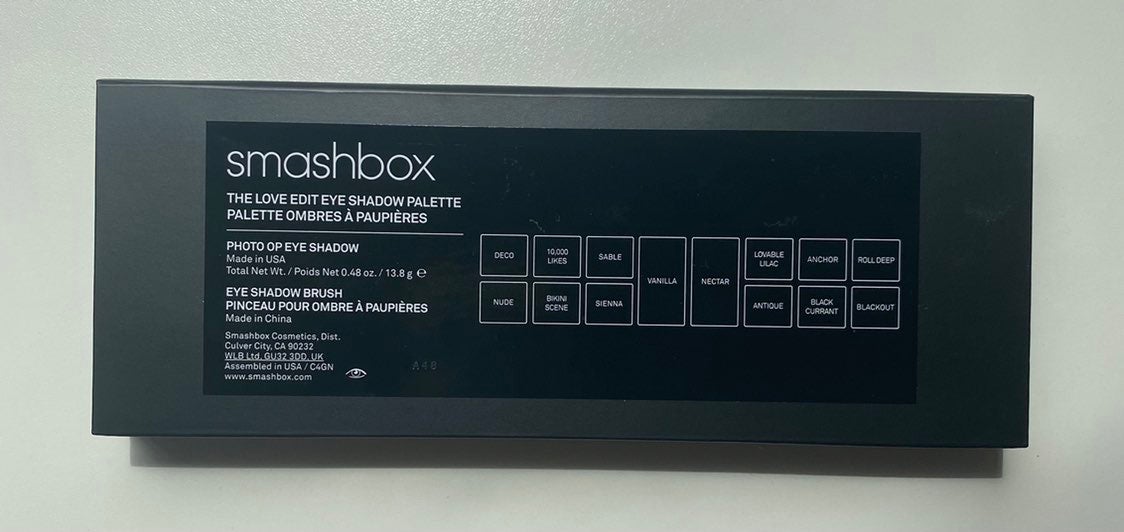 smashbox
THE LOVE EDIT EYE SHADOW PALETTE
PALETTE OMBRES À PAUPIÈRES
PHOTO OP EYE SHADOW
Made in USA
Total Net Wt. / Poids Net 0.48 oz. / 13.8 g ℮
EYE SHADOW BRUSH
PINCEAU POUR OMBRE À PAUPIÈRES
Made in China
Smashbox Cosmetics, Dist.
Culver City, CA 90232
WLB Ltd, GU32 3DD, UK
Assembled in USA / C4GN
www.smashbox.com
A48
DECO
10,000
LIKES
SABLE
VANILLA
NECTAR
LOVABLE
LILAC
ANCHOR
ROLL DEEP
NUDE
BIKINI
SCENE
SIENNA
ANTIQUE
BLACK
CURRANT
BLACKOUT